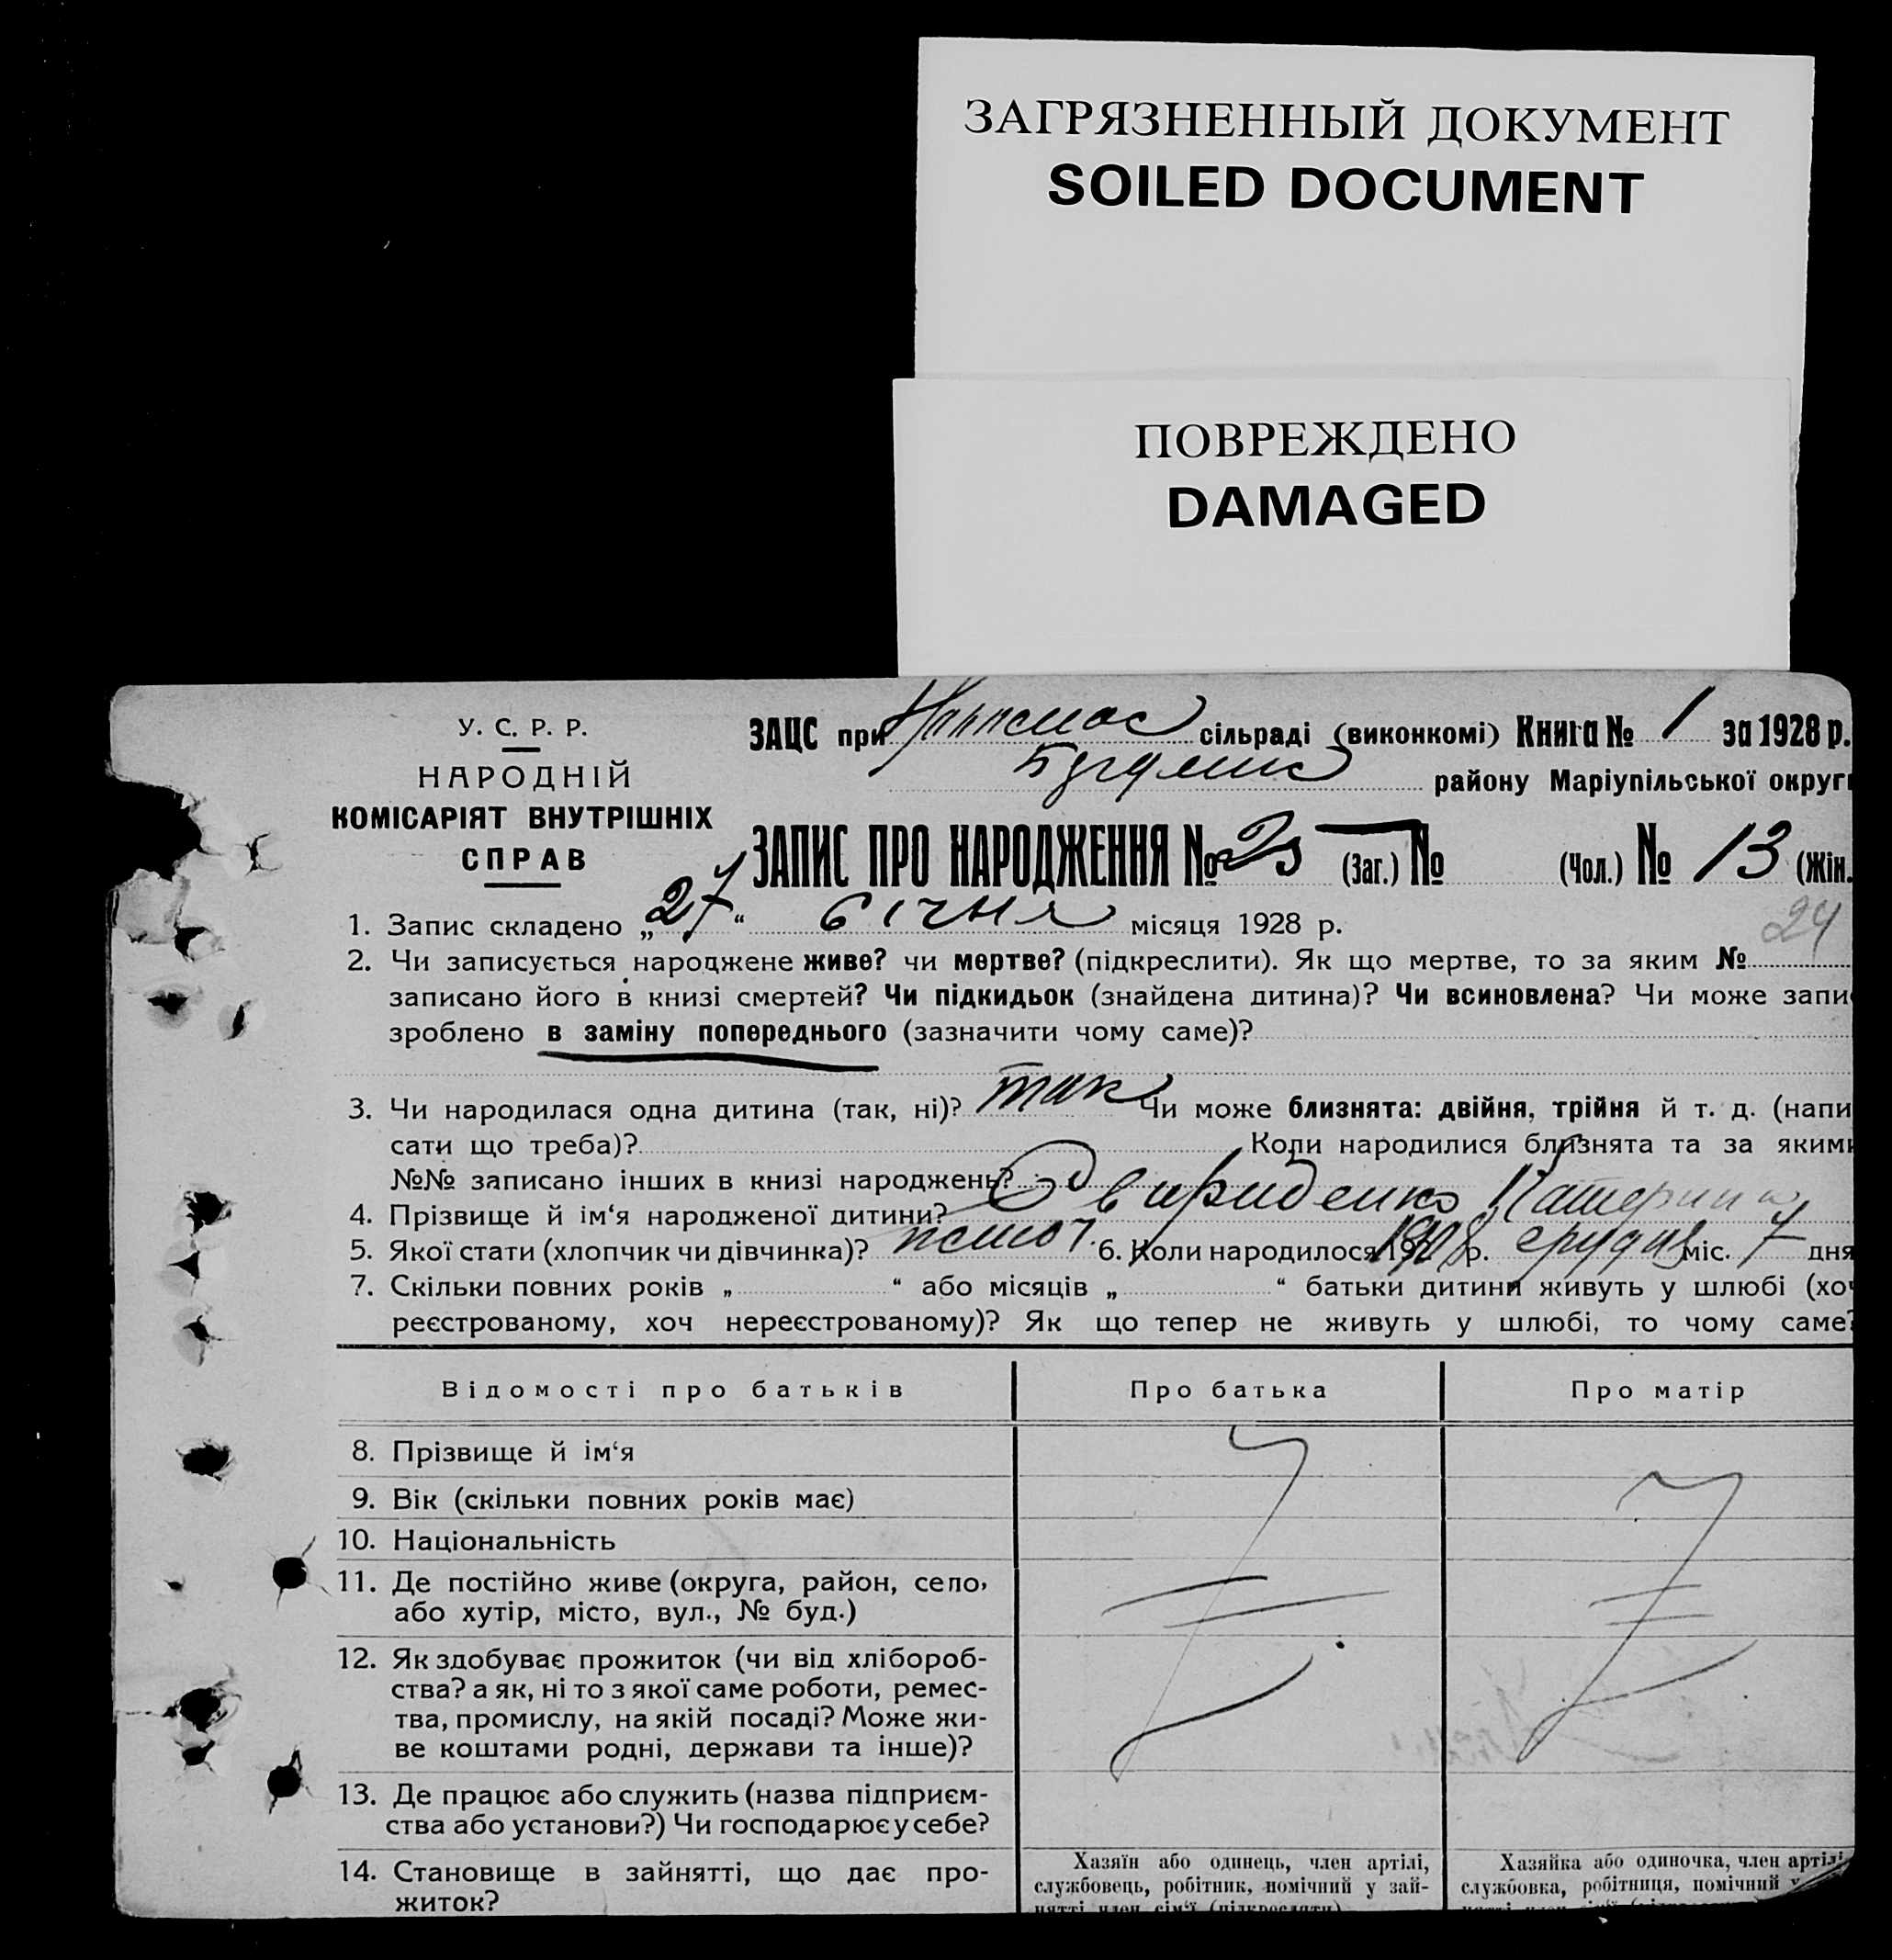 ЗАГРЯЗНЕННЫЙ ДОКУМЕНТ
SOILED DOCUMENT
ПОВРЕЖДЕНО
DAMAGED
У. С. Р. Р.
НАРОДНІЙ
КОМІСАРІЯТ ВНУТРІШНІХ
СПРАВ
ЗАЦС при сільраді (виконкомі) Книга № 1 за 1928 р.
району Маріупільської округи
ЗАПИС ПРО НАРОДЖЕННЯ № 25 (Заг.) № (Чол.) № 13 (Жін.
24
1. Запис складено „27“ січня місяця 1928 р.
2. Чи записується народжене живе? чи мертве? (підкреслити). Як що мертве, то за яким №
записано його в книзі смертей? Чи підкидьок (знайдена дитина)? Чи всиновлена? Чи може запис
зроблено в заміну попереднього (зазначити чому саме)?
3. Чи народилася одна дитина (так, ні)? так Чи може близнята: двійня, трійня й т. д. (напи
сати що треба)? Коли народилися близнята та за якими
№№ записано інших в книзі народжень?
4. Прізвище й ім‘я народженої дитини? Свириденко Катерина
5. Якої стати (хлопчик чи дівчинка)? жіноч. 6. Коли народилося 1908 р. грудня міс. 7 дня
7. Скільки повних років „ “ або місяців „ “ батьки дитини живуть у шлюбі (хоч
реєстрованому, хоч нереєстрованому)? Як що тепер не живуть у шлюбі, то чому саме?
Відомості про батьків Про батька Про матір
8. Прізвище й ім‘я
9. Вік (скільки повних років має)
10. Національність
11. Де постійно живе (округа, район, село,
або хутір, місто, вул., № буд.)
12. Як здобуває прожиток (чи від хлібороб-
ства? а як, ні то з якої саме роботи, ремес-
тва, промислу, на якій посаді? Може жи-
ве коштами родні, держави та інше)?
13. Де працює або служить (назва підприєм-
ства або установи?) Чи господарює у себе?
14. Становище в зайнятті, що дає про-
житок?
Хазяїн або одинець, член артілі,
службовець, робітник, помічний у зай-
нятті член сім‘ї (підкреслити)
Хазяйка або одиночка, член артілі
службовка, робітниця, помічний у